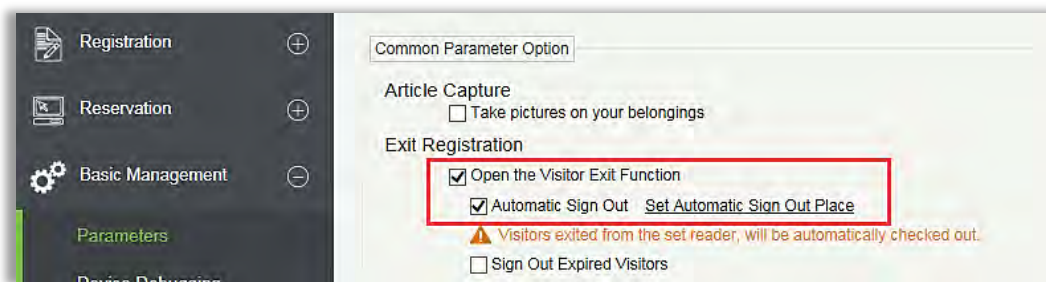 Registration
Reservation
Basic Management
Parameters
Device Debugging
Common Parameter Option
Article Capture
Take pictures on your belongings
Exit Registration
Open the Visitor Exit Function
Automatic Sign Out Set Automatic Sign Out Place
Visitors exited from the set reader, will be automatically checked out.
Sign Out Expired Visitors